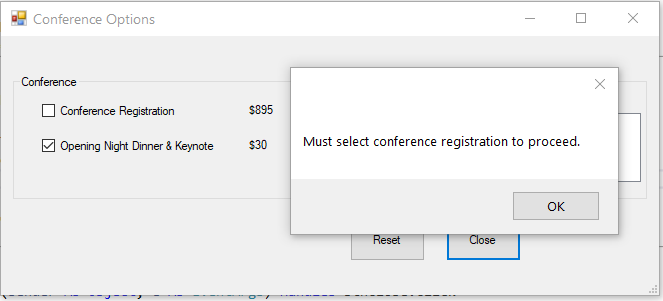 Conference Options
Conference
Conference Registration $895
Opening Night Dinner & Keynote $30
Must select conference registration to proceed.
OK
Reset Close